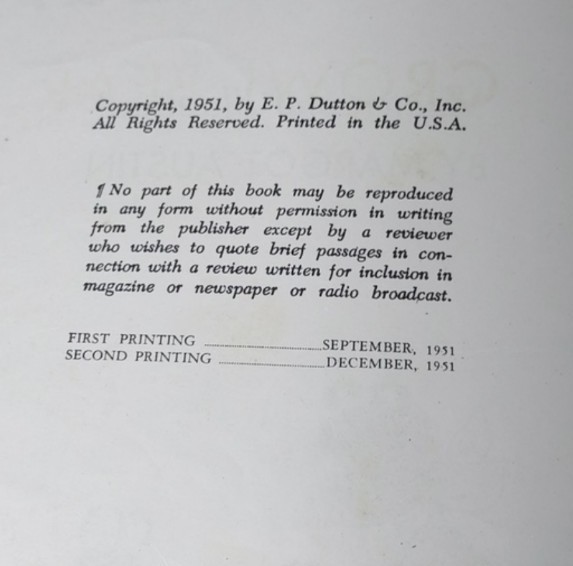 Copyright, 1951, by E. P. Dutton & Co., Inc.
All Rights Reserved. Printed in the U.S.A.
¶ No part of this book may be reproduced
in any form without permission in writing
from the publisher except by a reviewer
who wishes to quote brief passages in con-
nection with a review written for inclusion in
magazine or newspaper or radio broadcast.
FIRST PRINTING ........................ SEPTEMBER, 1951
SECOND PRINTING ........................ DECEMBER, 1951